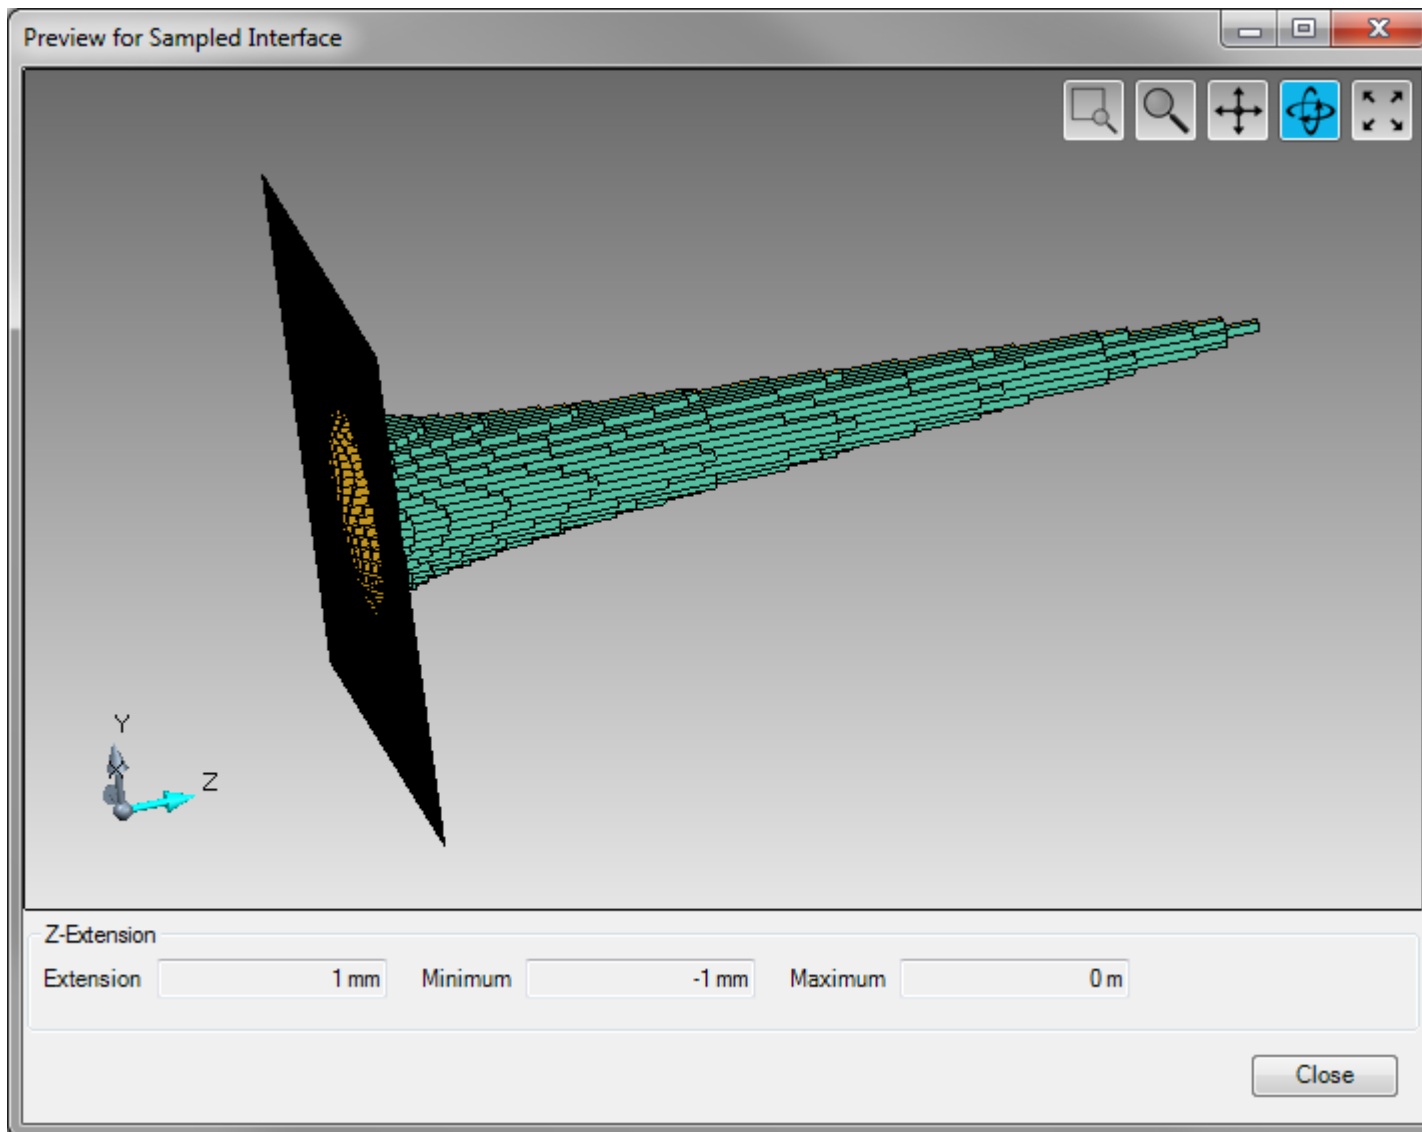 Preview for Sampled Interface
Y
X
Z
Z-Extension
Extension 1 mm Minimum -1 mm Maximum 0 m
Close